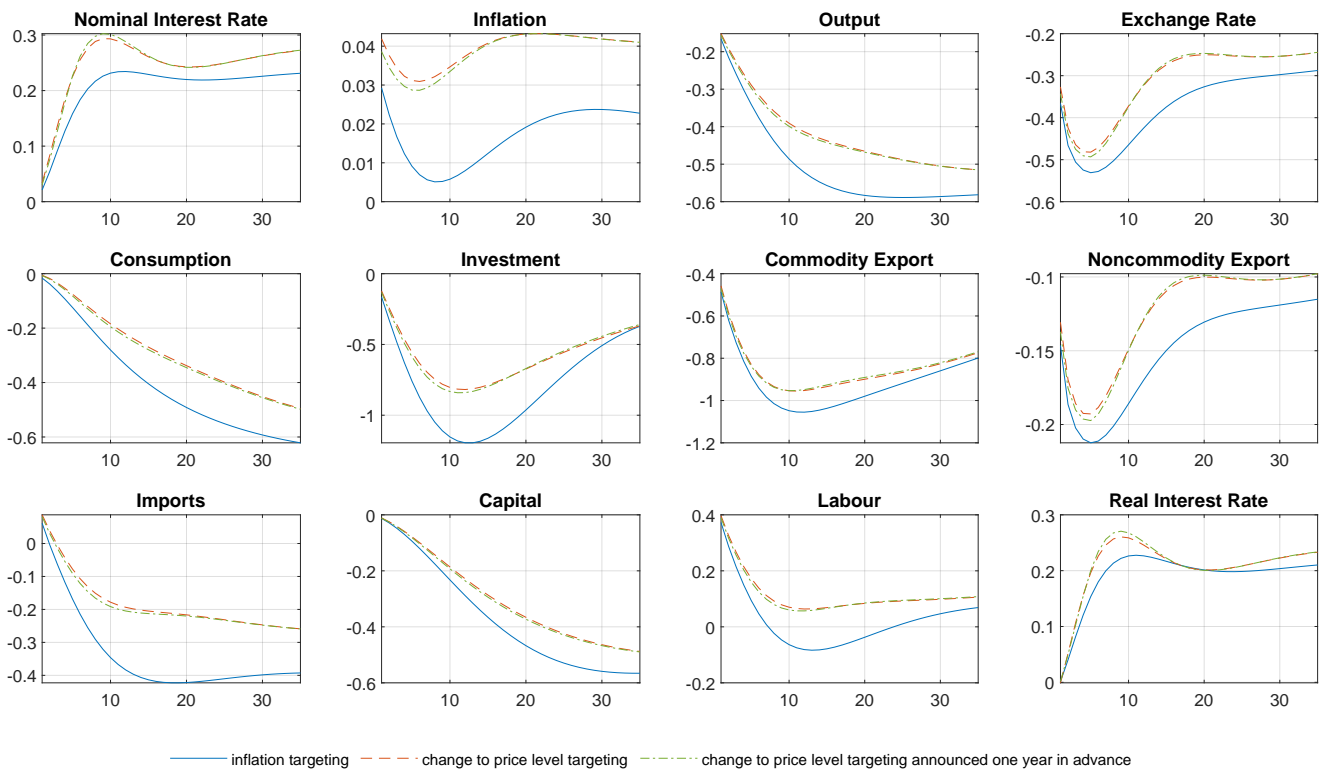 Nominal Interest Rate
0.3
0.2
0.1
0
10 20 30
Inflation
0.04
0.03
0.02
0.01
0
10 20 30
Output
-0.2
-0.3
-0.4
-0.5
-0.6
10 20 30
Exchange Rate
-0.2
-0.3
-0.4
-0.5
-0.6
10 20 30
Consumption
0
-0.2
-0.4
-0.6
10 20 30
Investment
0
-0.5
-1
10 20 30
Commodity Export
-0.4
-0.6
-0.8
-1
-1.2
10 20 30
Noncommodity Export
-0.1
-0.15
-0.2
10 20 30
Imports
0
-0.1
-0.2
-0.3
-0.4
10 20 30
Capital
0
-0.2
-0.4
-0.6
10 20 30
Labour
0.4
0.2
0
-0.2
10 20 30
Real Interest Rate
0.3
0.2
0.1
0
10 20 30
inflation targeting change to price level targeting change to price level targeting announced one year in advance